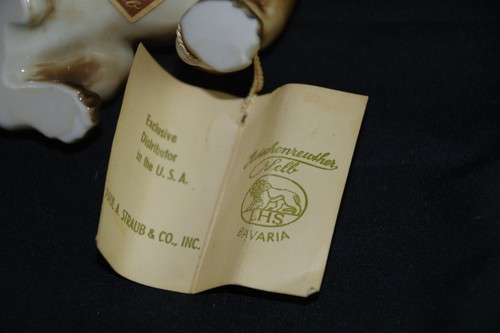 Exclusive
Distributor
in the U.S.A.
A. STRAUB & CO., INC.
Hutschenreuther
Selb
LHS
BAVARIA